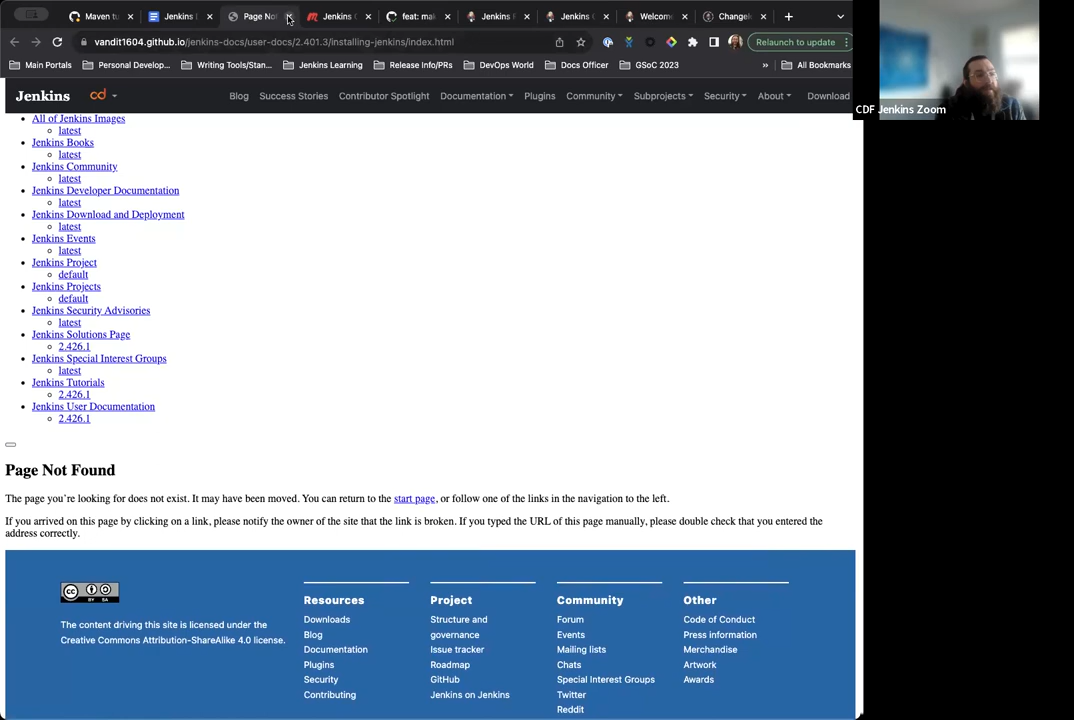 Maven tu
Jenkins D
Page Not
Jenkins C
feat: mak
Jenkins F
Jenkins C
Welcome
Changelo
vandit1604.github.io/jenkins-docs/user-docs/2.401.3/installing-jenkins/index.html
Relaunch to update
Main Portals
Personal Develop...
Writing Tools/Stan...
Jenkins Learning
Release Info/PRs
DevOps World
Docs Officer
GSoC 2023
»
All Bookmarks
Jenkins
cd
Blog
Success Stories
Contributor Spotlight
Documentation
Plugins
Community
Subprojects
Security
About
Download
CDF Jenkins Zoom
All of Jenkins Images
latest
Jenkins Books
latest
Jenkins Community
latest
Jenkins Developer Documentation
latest
Jenkins Download and Deployment
latest
Jenkins Events
latest
Jenkins Project
default
Jenkins Projects
default
Jenkins Security Advisories
latest
Jenkins Solutions Page
2.426.1
Jenkins Special Interest Groups
latest
Jenkins Tutorials
2.426.1
Jenkins User Documentation
2.426.1
Page Not Found
The page you're looking for does not exist. It may have been moved. You can return to the start page, or follow one of the links in the navigation to the left.
If you arrived on this page by clicking on a link, please notify the owner of the site that the link is broken. If you typed the URL of this page manually, please double check that you entered the
address correctly.
CC BY SA
The content driving this site is licensed under the
Creative Commons Attribution-ShareAlike 4.0 license.
Resources
Downloads
Blog
Documentation
Plugins
Security
Contributing
Project
Structure and
governance
Issue tracker
Roadmap
GitHub
Jenkins on Jenkins
Community
Forum
Events
Mailing lists
Chats
Special Interest Groups
Twitter
Reddit
Other
Code of Conduct
Press information
Merchandise
Artwork
Awards